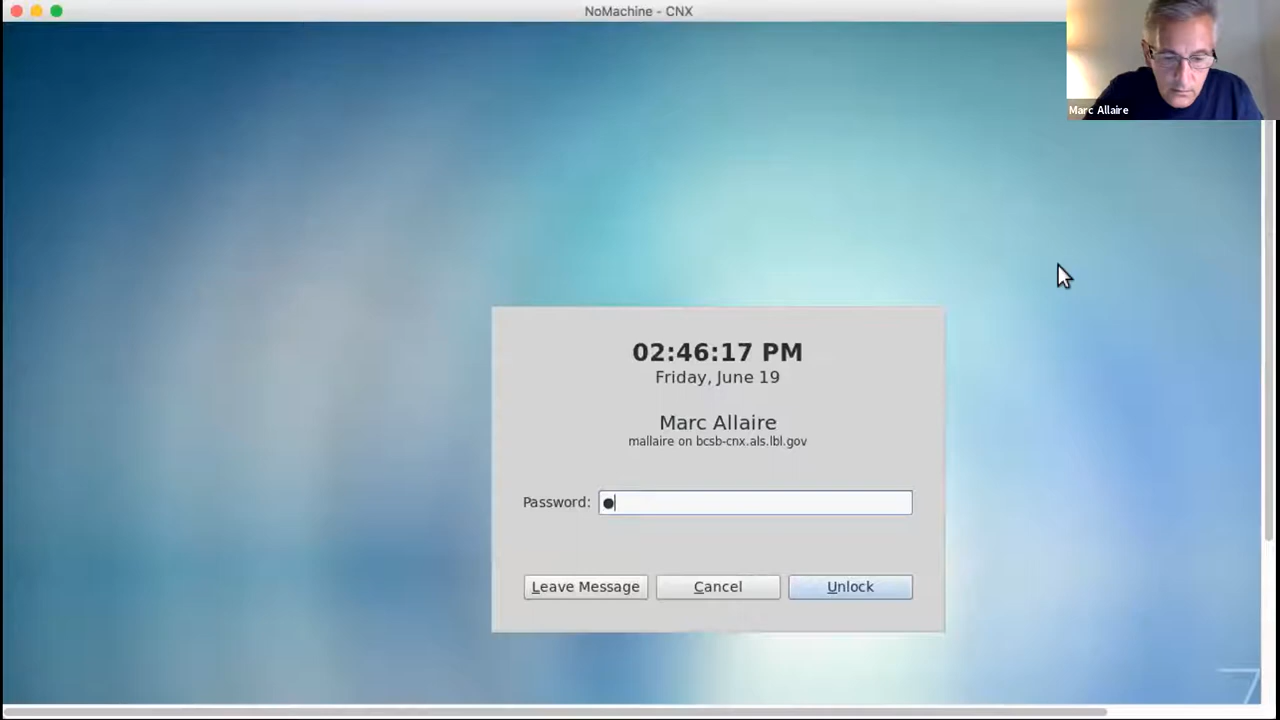 NoMachine - CNX
Marc Allaire
02:46:17 PM
Friday, June 19
Marc Allaire
mallaire on bcsb-cnx.als.lbl.gov
Password:
Leave Message Cancel Unlock
7